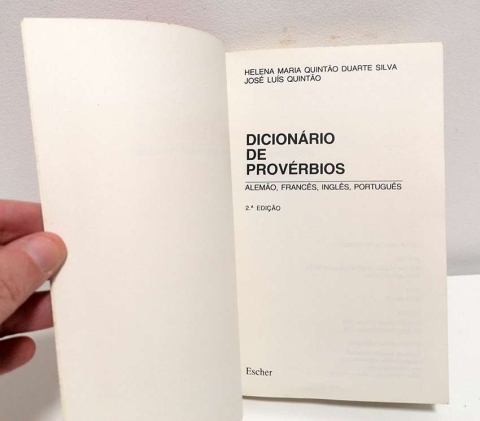 HELENA MARIA QUINTÃO DUARTE SILVA
JOSÉ LUÍS QUINTÃO
DICIONÁRIO
DE
PROVÉRBIOS
ALEMÃO, FRANCÊS, INGLÊS, PORTUGUÊS
2.ª EDIÇÃO
Escher